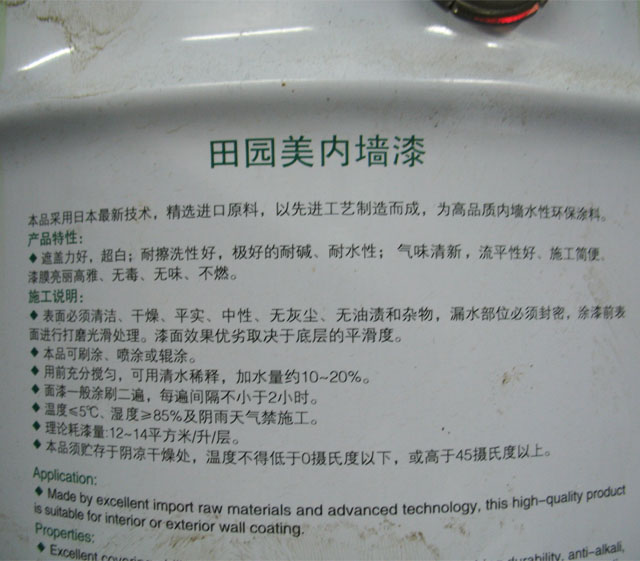 田园美内墙漆
本品采用日本最新技术，精选进口原料，以先进工艺制造而成，为高品质内墙水性环保涂料。
产品特性：
◆遮盖力好，超白；耐擦洗性好，极好的耐碱、耐水性；气味清新，流平性好、施工简便、
漆膜亮丽高雅、无毒、无味、不燃。
施工说明：
◆表面必须清洁、干燥、平实、中性、无灰尘、无油渍和杂物，漏水部位必须封密，涂漆前表
面进行打磨光滑处理。漆面效果优劣取决于底层的平滑度。
◆本品可刷涂、喷涂或辊涂。
◆用前充分搅匀，可用清水稀释，加水量约10~20%。
◆面漆一般涂刷二遍，每遍间隔不小于2小时。
◆温度≤5℃、湿度≥85%及阴雨天气禁施工。
◆理论耗漆量:12~14平方米/升/层。
◆本品须贮存于阴凉干燥处，温度不得低于0摄氏度以下，或高于45摄氏度以上。
Application:
◆ Made by excellent import raw materials and advanced technology, this high-quality product
is suitable for interior or exterior wall coating.
Properties:
◆ Excellent durability, anti-alkali,